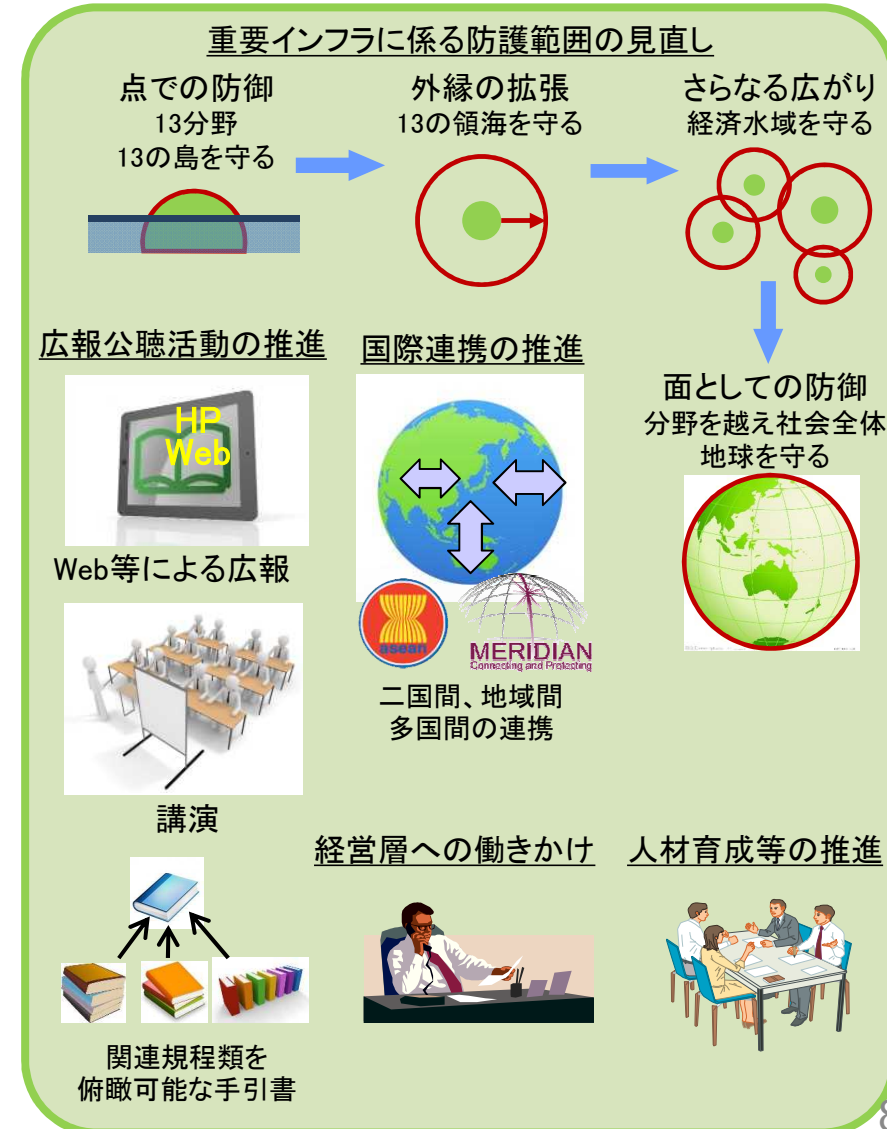 重要インフラに係る防護範囲の見直し
点での防御
13分野
13の島を守る
外縁の拡張
13の領海を守る
さらなる広がり
経済水域を守る
面としての防御
分野を越え社会全体
地球を守る
広報公聴活動の推進
HP
Web
Web等による広報
講演
関連規程類を
俯瞰可能な手引書
国際連携の推進
asean
MERIDIAN
Connecting and Protecting
二国間、地域間
多国間の連携
経営層への働きかけ
人材育成等の推進
8